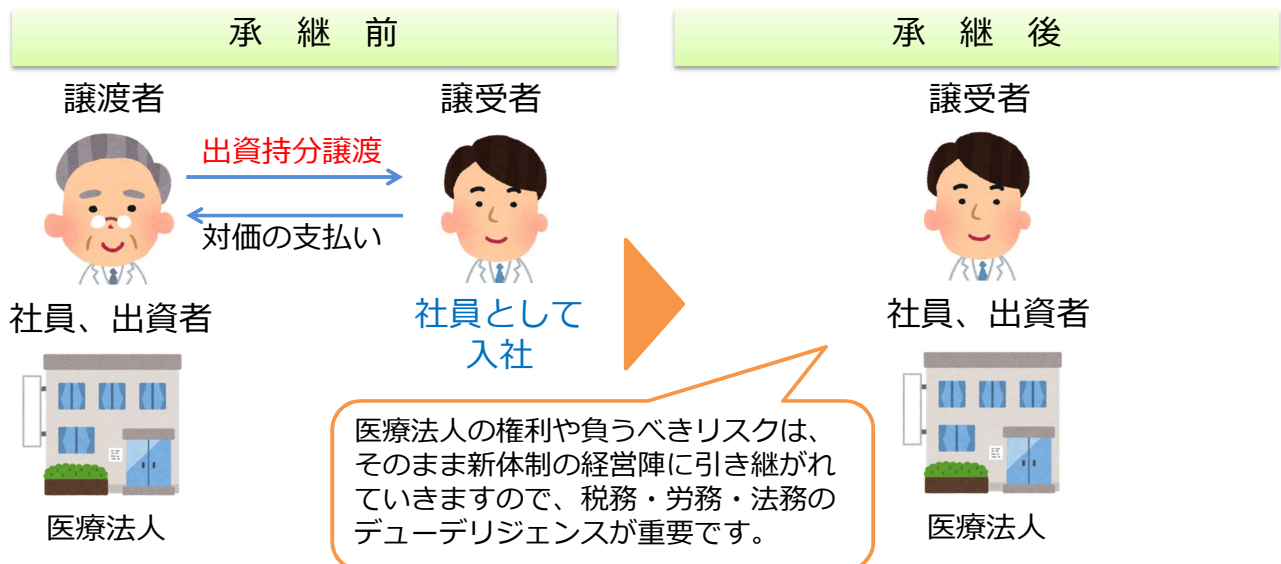 承 継 前
承 継 後
譲渡者
譲受者
出資持分譲渡
対価の支払い
社員、出資者
社員として
入社
医療法人
譲受者
社員、出資者
医療法人
医療法人の権利や負うべきリスクは、
そのまま新体制の経営陣に引き継がれ
ていきますので、税務・労務・法務の
デューデリジェンスが重要です。